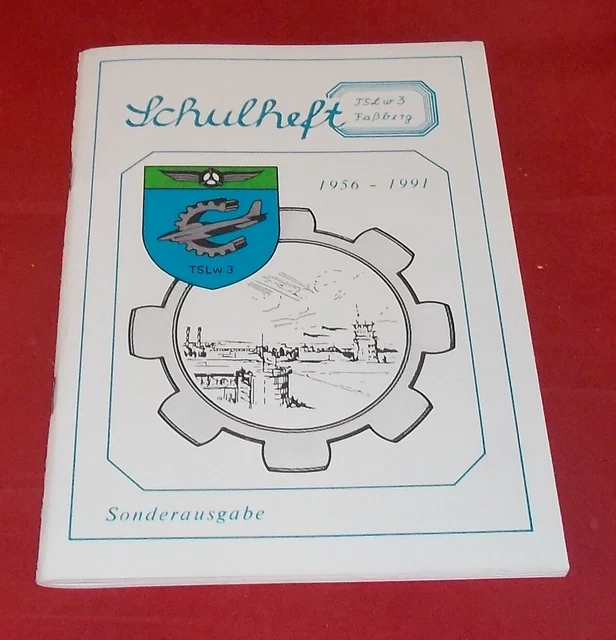 Schulheft
TSLw 3
Faßberg
1956 - 1991
TSLw 3
Sonderausgabe